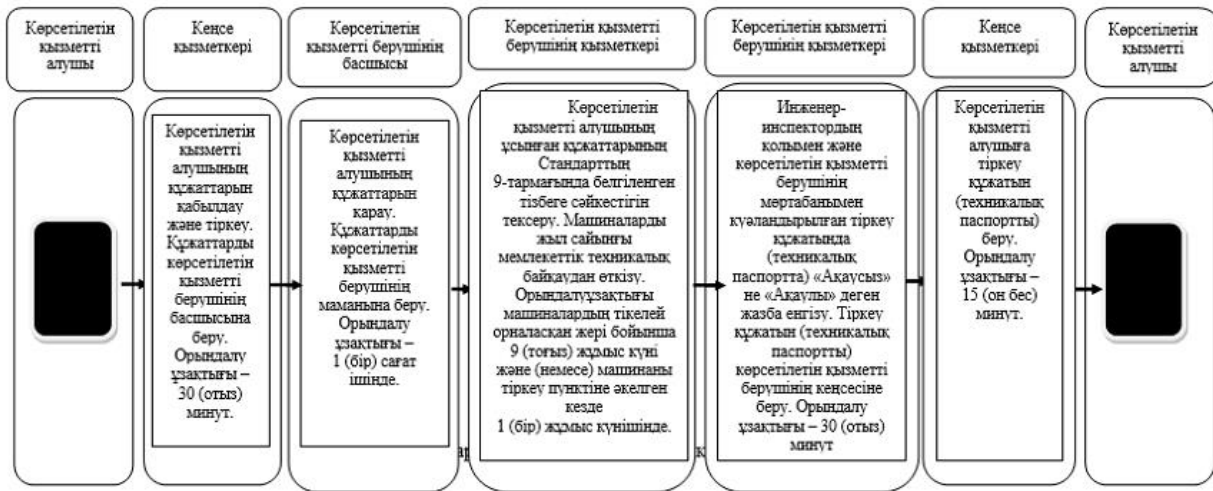 Көрсетілетін
қызметті
алушы
Кеңсе
қызметкері
Көрсетілетін
қызметті берушінің
басшысы
Көрсетілетін қызметті
берушінің қызметкері
Көрсетілетін қызметті
берушінің қызметкері
Кеңсе
қызметкері
Көрсетілетін
қызметті
алушы
Көрсетілетін
қызметті
алушының
құжаттарын
қабылдау
және тіркеу.
Құжаттарды
көрсетілетін
қызметті
берушінің
басшысына
беру.
Орындалу
ұзақтығы –
30 (отыз)
минут.
Көрсетілетін
қызметті
алушының
құжаттарын
қарау.
Құжаттарды
көрсетілетін
қызметті
берушінің
маманына беру.
Орындалу
ұзақтығы –
1 (бір) сағат
ішінде.
Көрсетілетін
қызметті алушының
ұсынған құжаттарының
Стандарттың
9-тармағында белгіленген
тізбеге сәйкестігін
тексеру. Машиналарды
жыл сайынғы
мемлекеттік техникалық
байқаудан өткізу.
Орындалуұзақтығы
машиналардың тікелей
орналасқан жері бойынша
9 (тоғыз) жұмыс күні
және (немесе) машинаны
тіркеу пунктіне әкелген
кезде
1 (бір) жұмыс күнішінде.
Инженер-
инспектордың
қолымен және
көрсетілетін қызметті
берушінің
мөртабанымен
куәландырылған тіркеу
құжатында
(техникалық
паспортта) «Ақаусыз»
не «Ақаулы» деген
жазба енгізу. Тіркеу
құжатын (техникалық
паспортты)
көрсетілетін қызметті
берушінің кеңсесіне
беру. Орындалу
ұзақтығы – 30 (отыз)
минут
Көрсетілетін
қызметті
алушыға
тіркеу
құжатын
(техникалық
паспортты)
беру.
Орындалу
ұзақтығы –
15 (он бес)
минут.